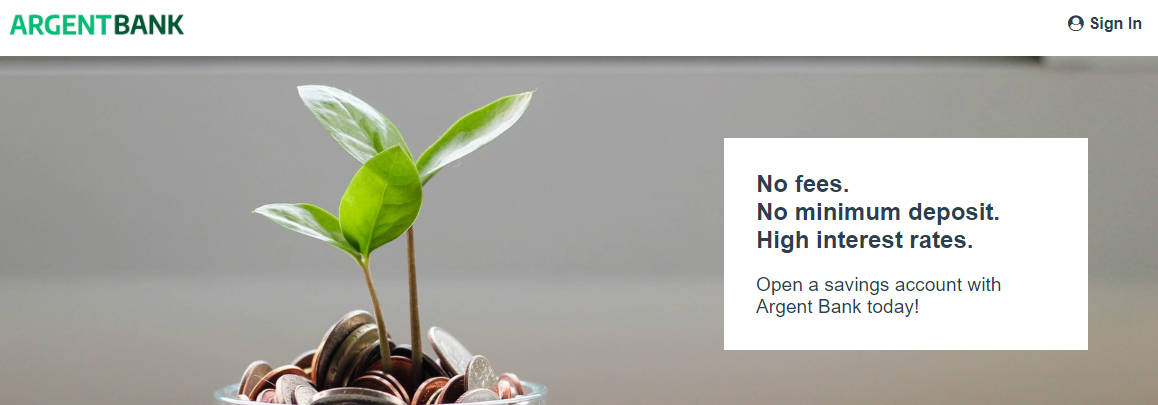 ARGENTBANK
Sign In
No fees.
No minimum deposit.
High interest rates.
Open a savings account with
Argent Bank today!